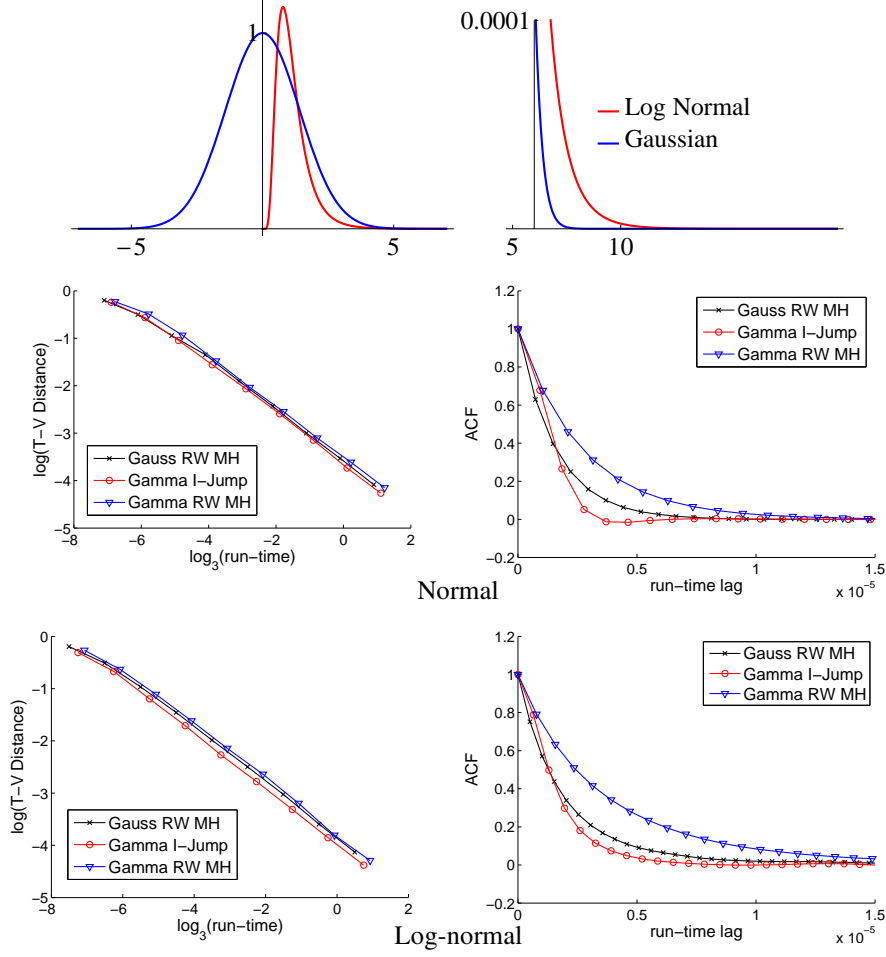 1
−5
5
0.0001
5
10
Log Normal
Gaussian
0
−1
−2
−3
−4
−5
log(T−V Distance)
Gauss RW MH
Gamma I−Jump
Gamma RW MH
−8
−6
−4
−2
0
2
log3(run−time)
1.2
1
0.8
0.6
0.4
0.2
0
−0.2
ACF
Gauss RW MH
Gamma I−Jump
Gamma RW MH
0
0.5
1
1.5
run−time lag
x 10−5
Normal
0
−1
−2
−3
−4
−5
log(T−V Distance)
Gauss RW MH
Gamma I−Jump
Gamma RW MH
−8
−6
−4
−2
0
2
log3(run−time)
1.2
1
0.8
0.6
0.4
0.2
0
−0.2
ACF
Gauss RW MH
Gamma I−Jump
Gamma RW MH
0
0.5
1
1.5
run−time lag
x 10−5
Log-normal